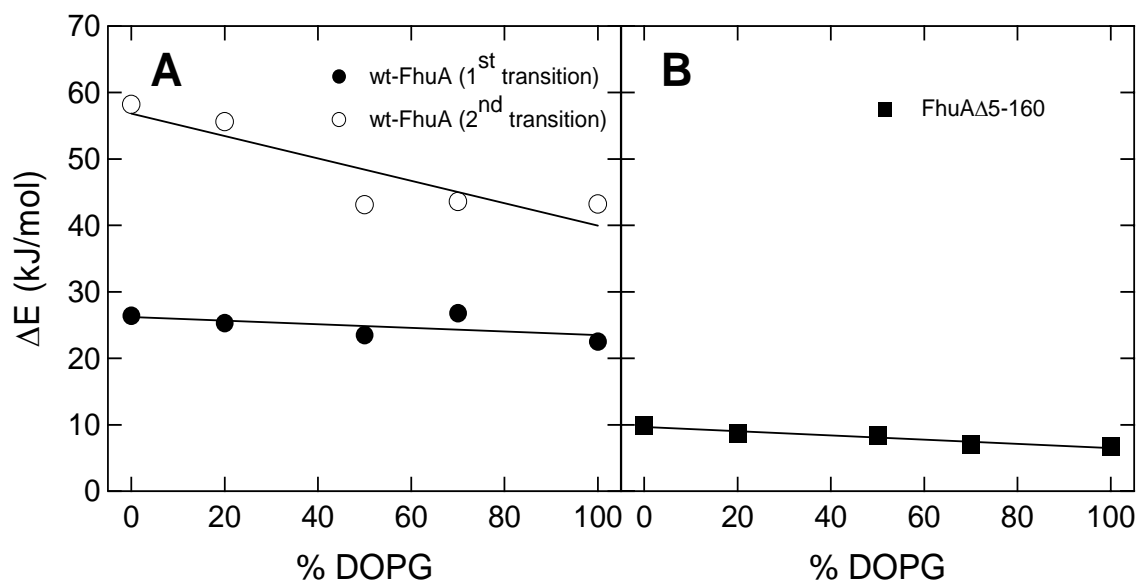 70
60
50
40
30
20
10
0
ΔE (kJ/mol)
A
wt-FhuA (1st transition)
wt-FhuA (2nd transition)
0 20 40 60 80 100
% DOPG
B
FhuAΔ5-160
0 20 40 60 80 100
% DOPG